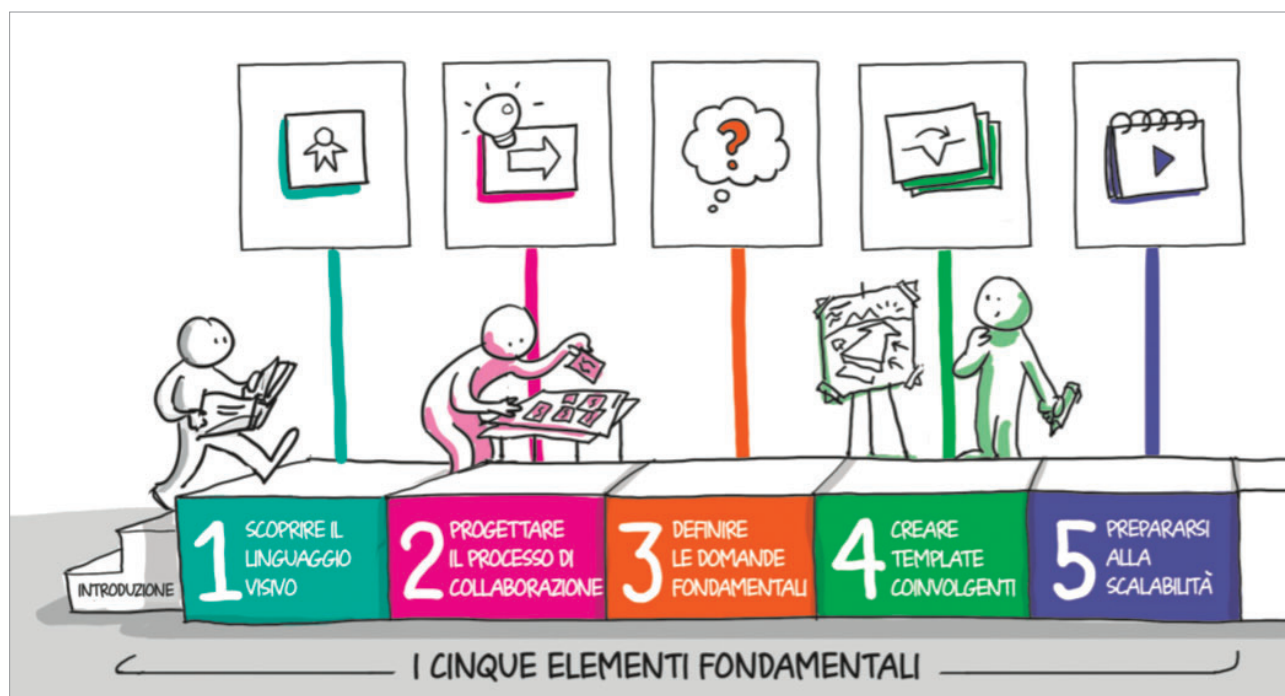 INTRODUZIONE
1 SCOPRIRE IL
LINGUAGGIO
VISIVO
2 PROGETTARE
IL PROCESSO DI
COLLABORAZIONE
3 DEFINIRE
LE DOMANDE
FONDAMENTALI
4 CREARE
TEMPLATE
COINVOLGENTI
5 PREPARARSI
ALLA
SCALABILITÀ
?
I CINQUE ELEMENTI FONDAMENTALI